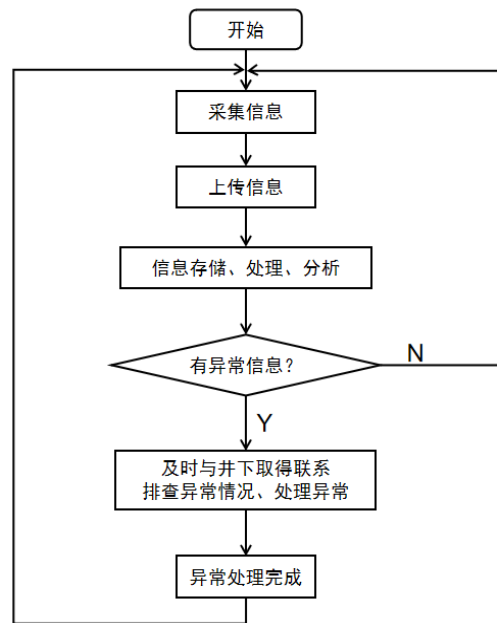 开始
采集信息
上传信息
信息存储、处理、分析
有异常信息？
N
Y
及时与井下取得联系
排查异常情况、处理异常
异常处理完成